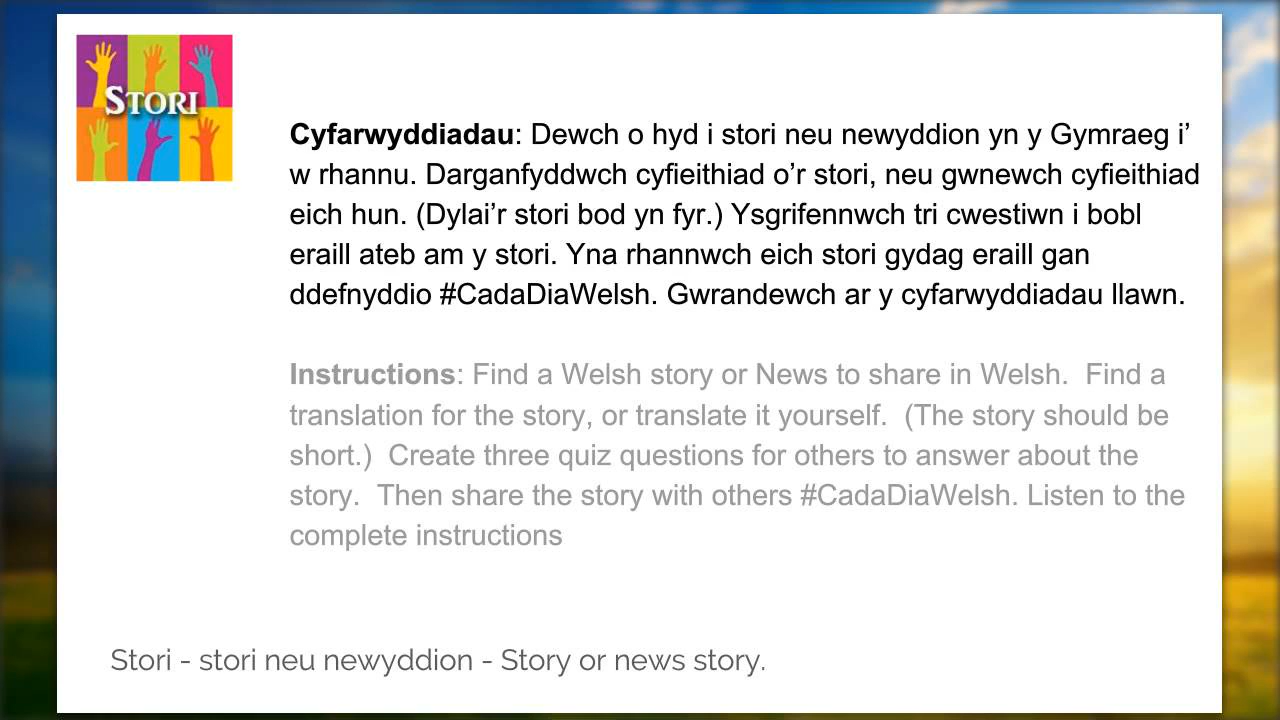 STORI
Cyfarwyddiadau: Dewch o hyd i stori neu newyddion yn y Gymraeg i’
w rhannu. Darganfyddwch cyfieithiad o’r stori, neu gwnewch cyfieithiad
eich hun. (Dylai’r stori bod yn fyr.) Ysgrifennwch tri cwestiwn i bobl
eraill ateb am y stori. Yna rhannwch eich stori gydag eraill gan
ddefnyddio #CadaDiaWelsh. Gwrandewch ar y cyfarwyddiadau llawn.
Instructions: Find a Welsh story or News to share in Welsh.  Find a
translation for the story, or translate it yourself.  (The story should be
short.)  Create three quiz questions for others to answer about the
story.  Then share the story with others #CadaDiaWelsh. Listen to the
complete instructions
Stori - stori neu newyddion - Story or news story.